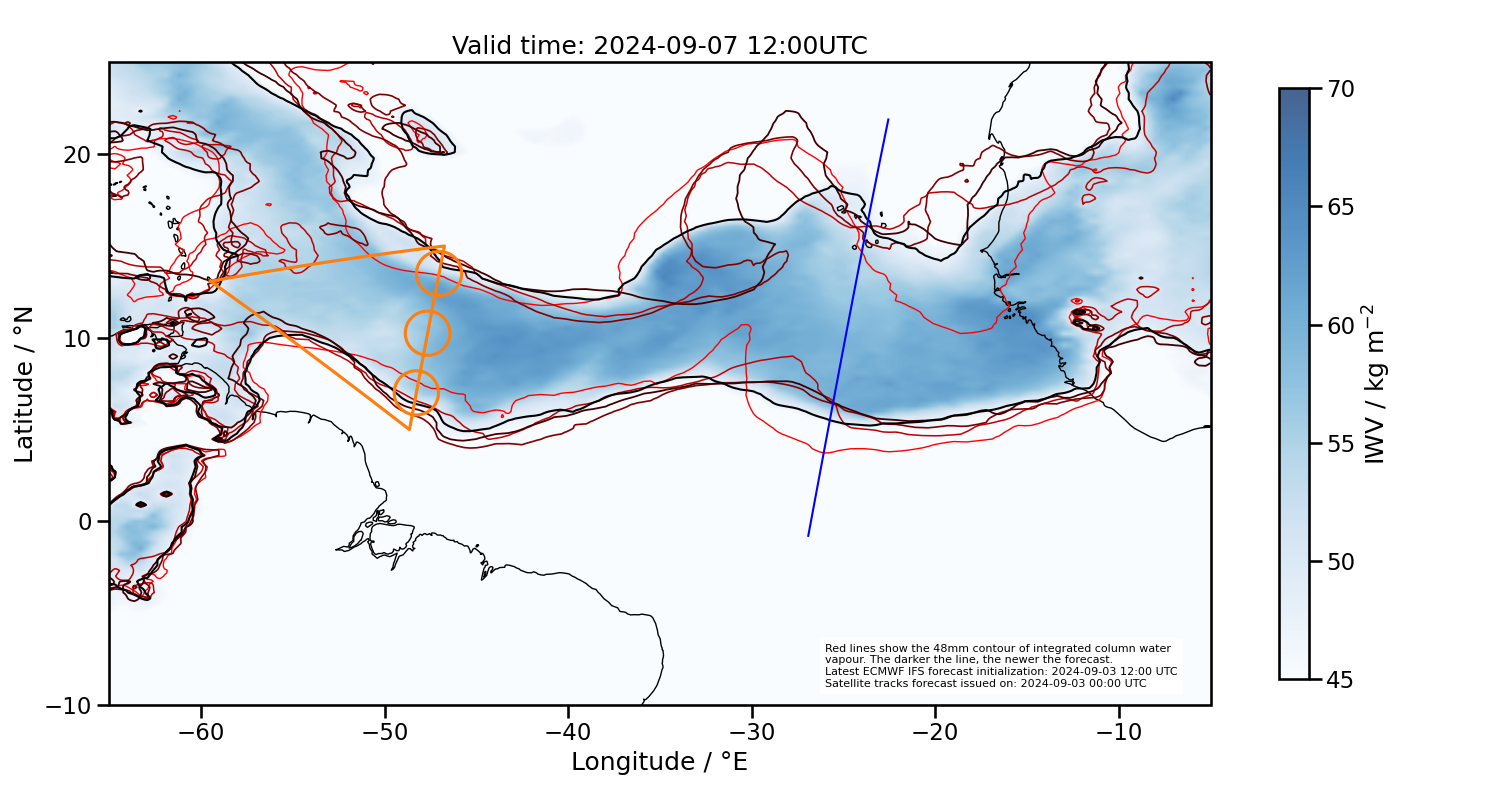 Valid time: 2024-09-07 12:00UTC
Latitude / °N
20
10
0
−10
−60
−50
−40
−30
−20
−10
Longitude / °E
Red lines show the 48mm contour of integrated column water
vapour. The darker the line, the newer the forecast.
Latest ECMWF IFS forecast initialization: 2024-09-03 12:00 UTC
Satellite tracks forecast issued on: 2024-09-03 00:00 UTC
70
65
60
55
50
45
IWV / kg m⁻²